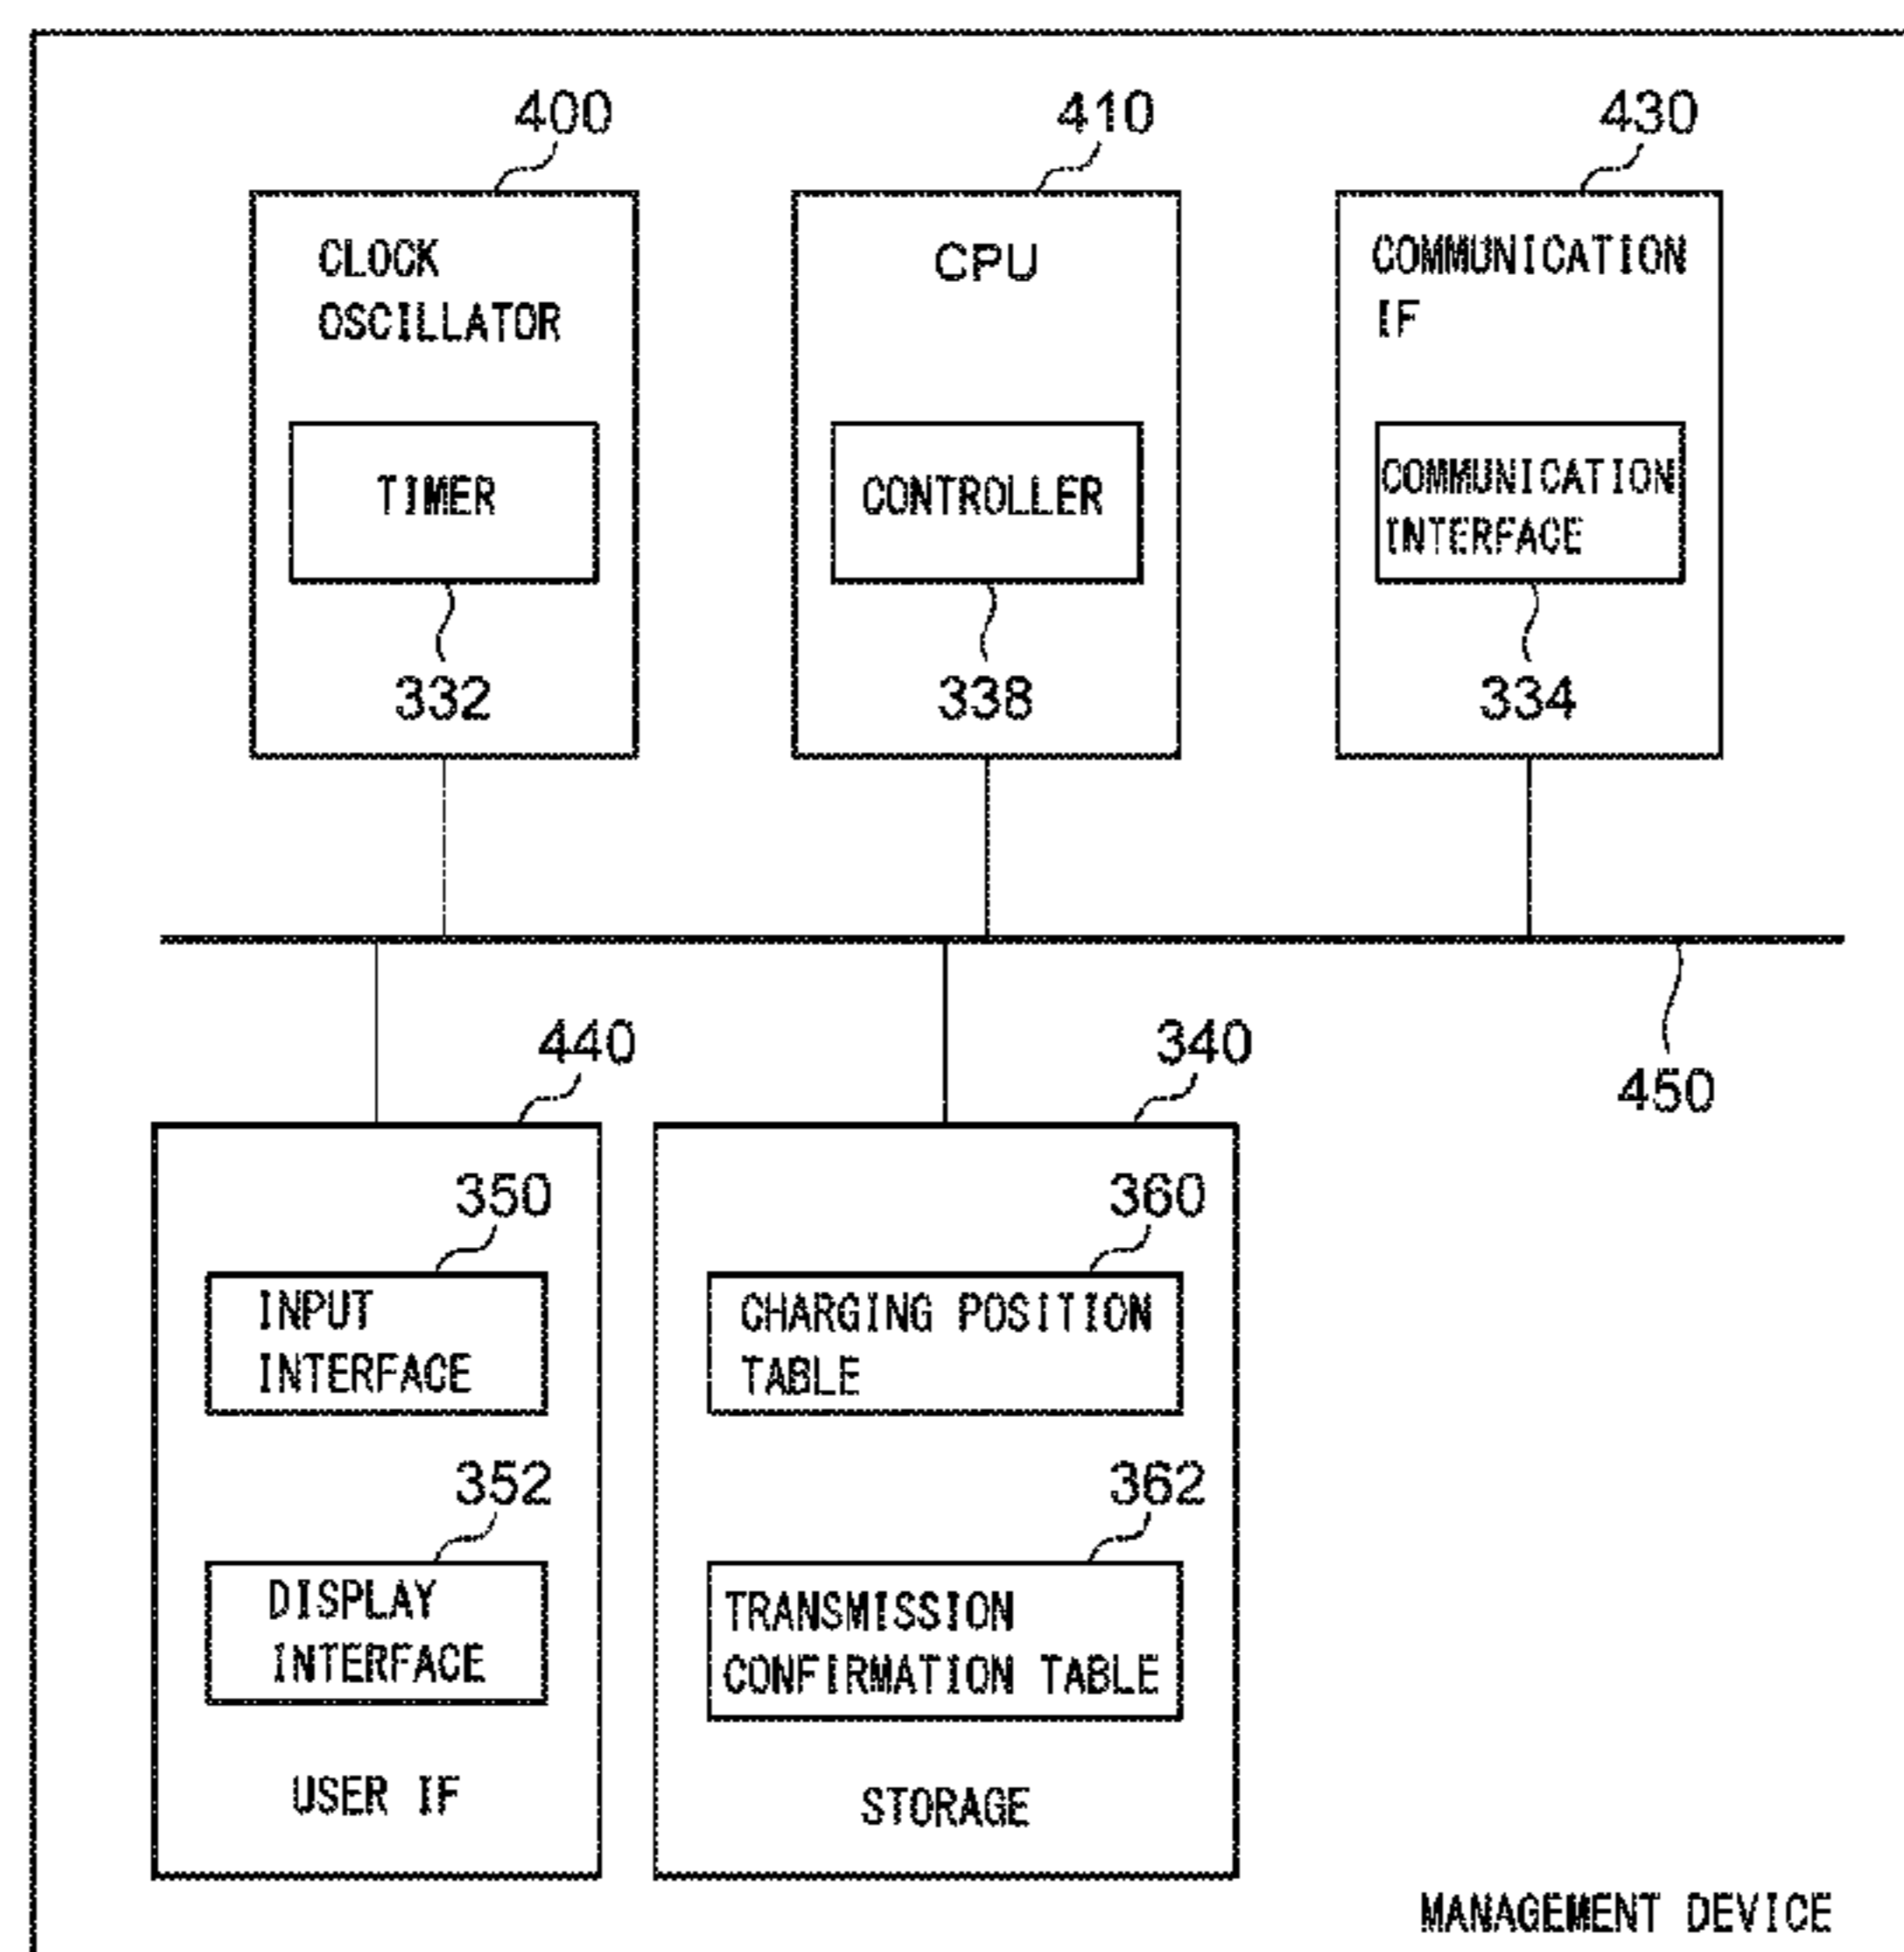 400
410
430
CLOCK
OSCILLATOR
CPU
COMMUNICATION
IF
TIMER
CONTROLLER
COMMUNICATION
INTERFACE
332
338
334
450
440
340
350
360
INPUT
INTERFACE
CHARGING POSITION
TABLE
352
362
DISPLAY
INTERFACE
TRANSMISSION
CONFIRMATION TABLE
USER IF
STORAGE
MANAGEMENT DEVICE